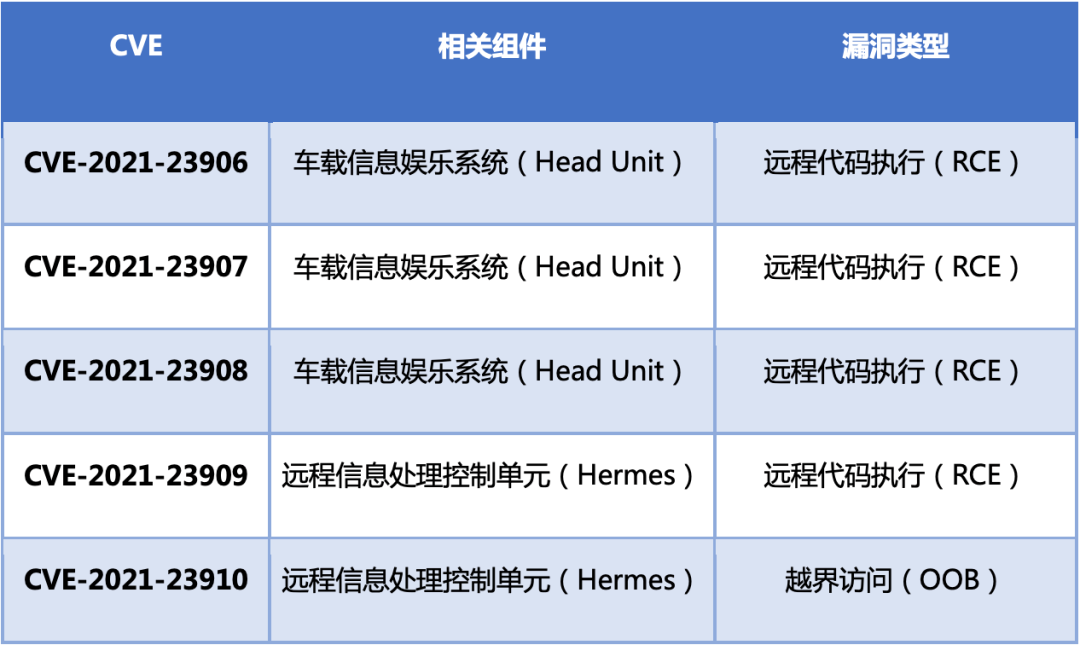 CVE 相关组件 漏洞类型
CVE-2021-23906 车载信息娱乐系统（Head Unit） 远程代码执行（RCE）
CVE-2021-23907 车载信息娱乐系统（Head Unit） 远程代码执行（RCE）
CVE-2021-23908 车载信息娱乐系统（Head Unit） 远程代码执行（RCE）
CVE-2021-23909 远程信息处理控制单元（Hermes） 远程代码执行（RCE）
CVE-2021-23910 远程信息处理控制单元（Hermes） 越界访问（OOB）